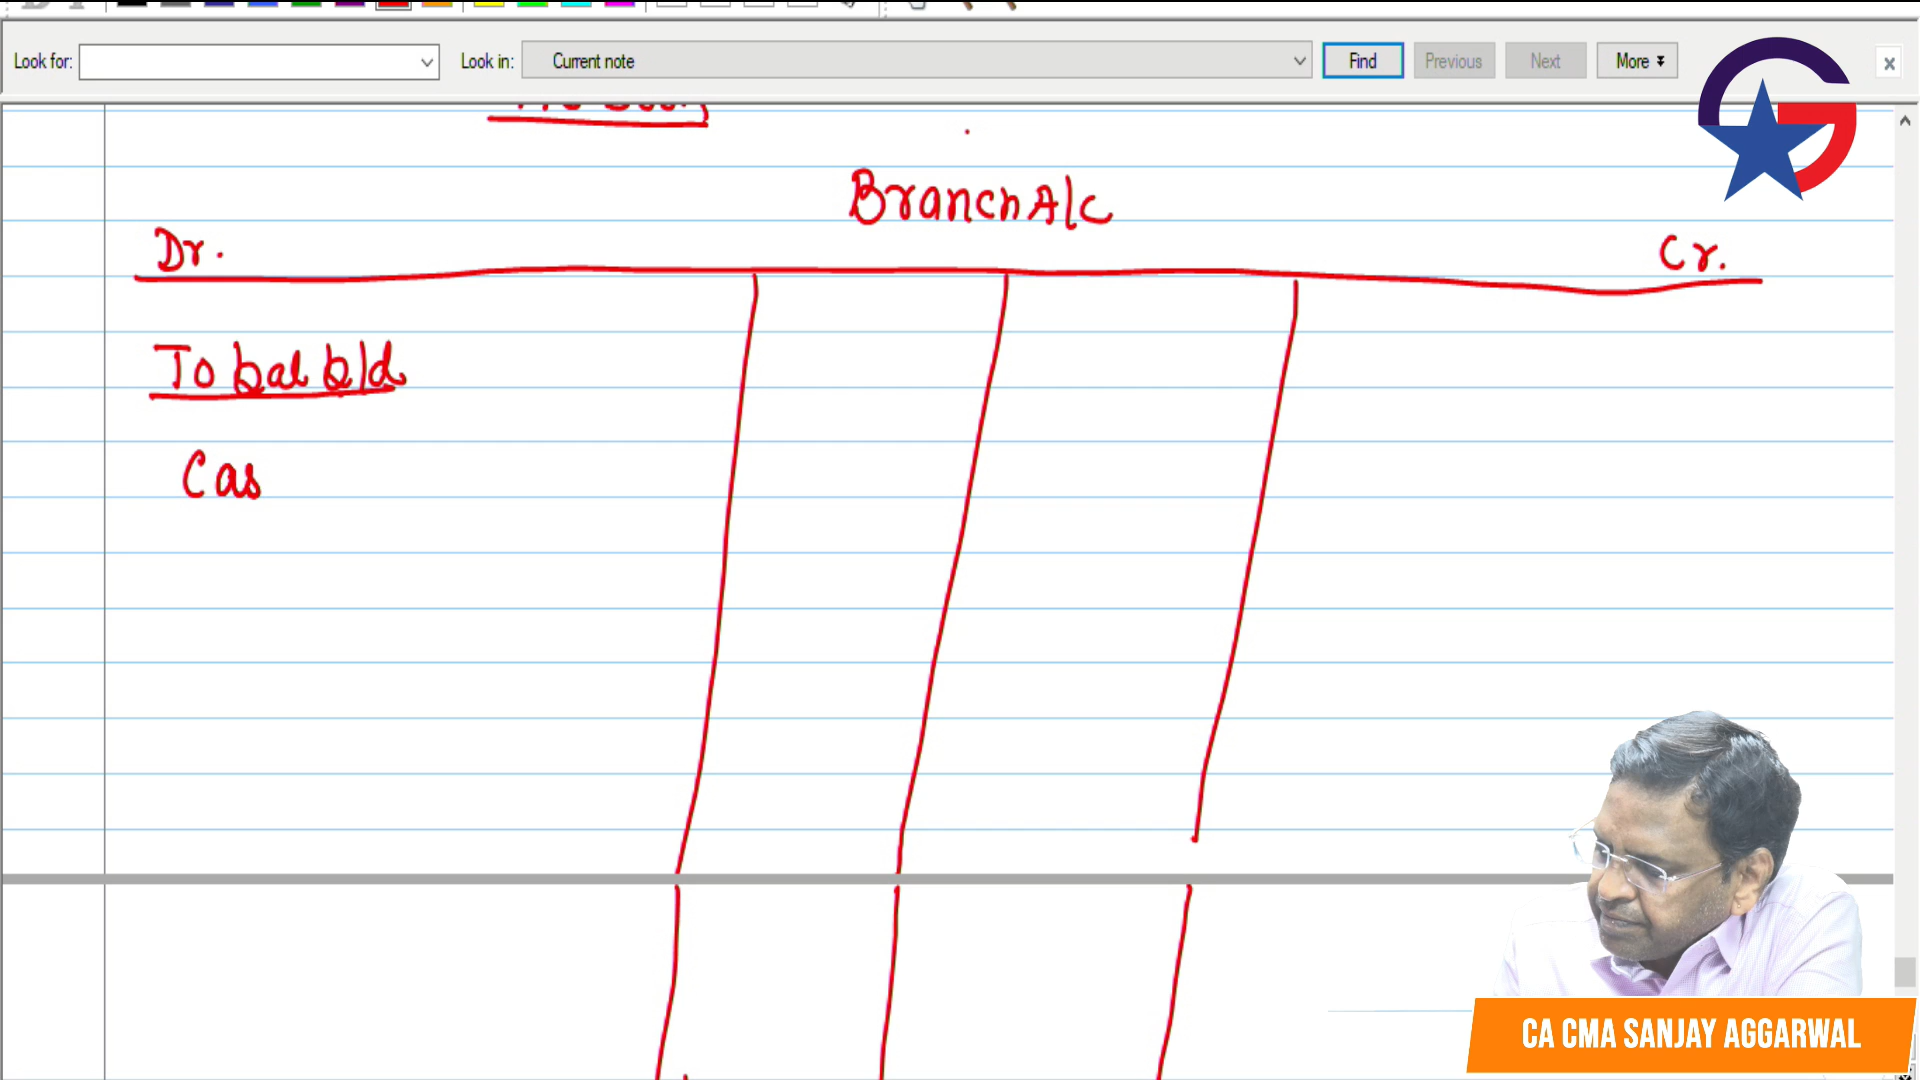 Look for:
Look in: Current note Find Previous Next More
Branch A/c
Dr. Cr.
To bal b/d
Cas
CA CMA SANJAY AGGARWAL